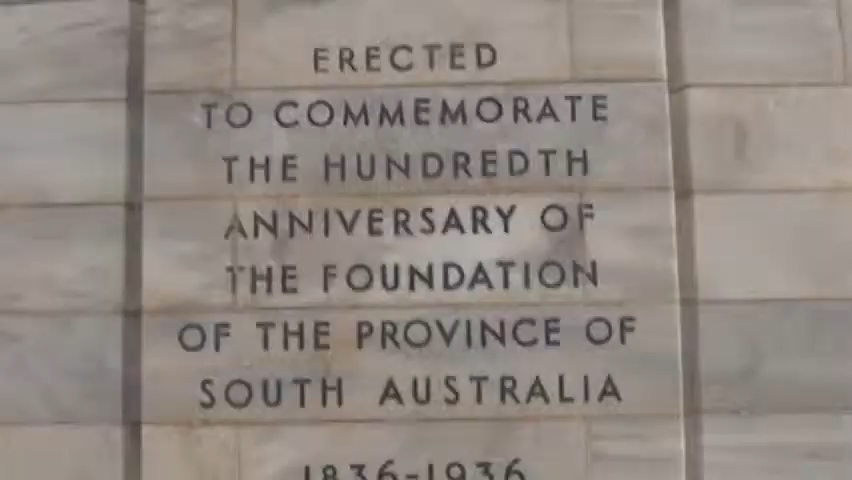 ERECTED
TO COMMEMORATE
THE HUNDREDTH
ANNIVERSARY OF
THE FOUNDATION
OF THE PROVINCE OF
SOUTH AUSTRALIA
1836-1936